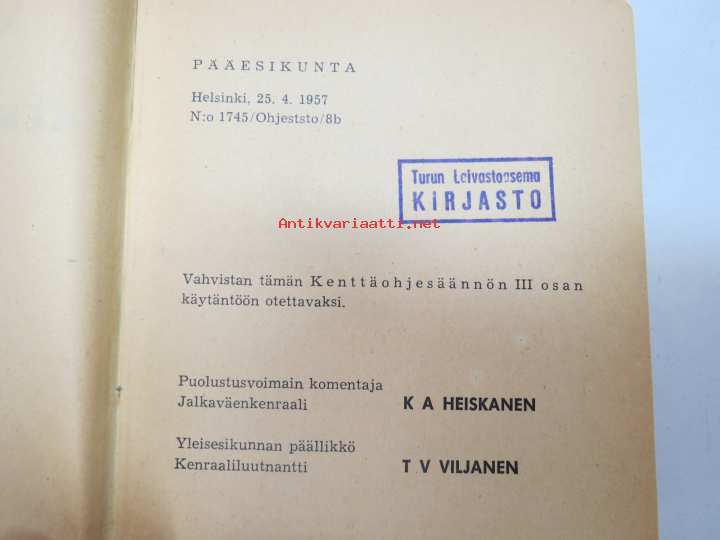 PÄÄESIKUNTA
Helsinki, 25. 4. 1957
N:o 1745/Ohjeststo/8b
Turun Laivastoasema
KIRJASTO
Antikvariaatti.net
Vahvistan tämän Kenttäohjesäännön III osan
käytäntöön otettavaksi.
Puolustusvoimain komentaja
Jalkaväenkenraali K A HEISKANEN
Yleisesikunnan päällikkö
Kenraaliluutnantti T V VILJANEN